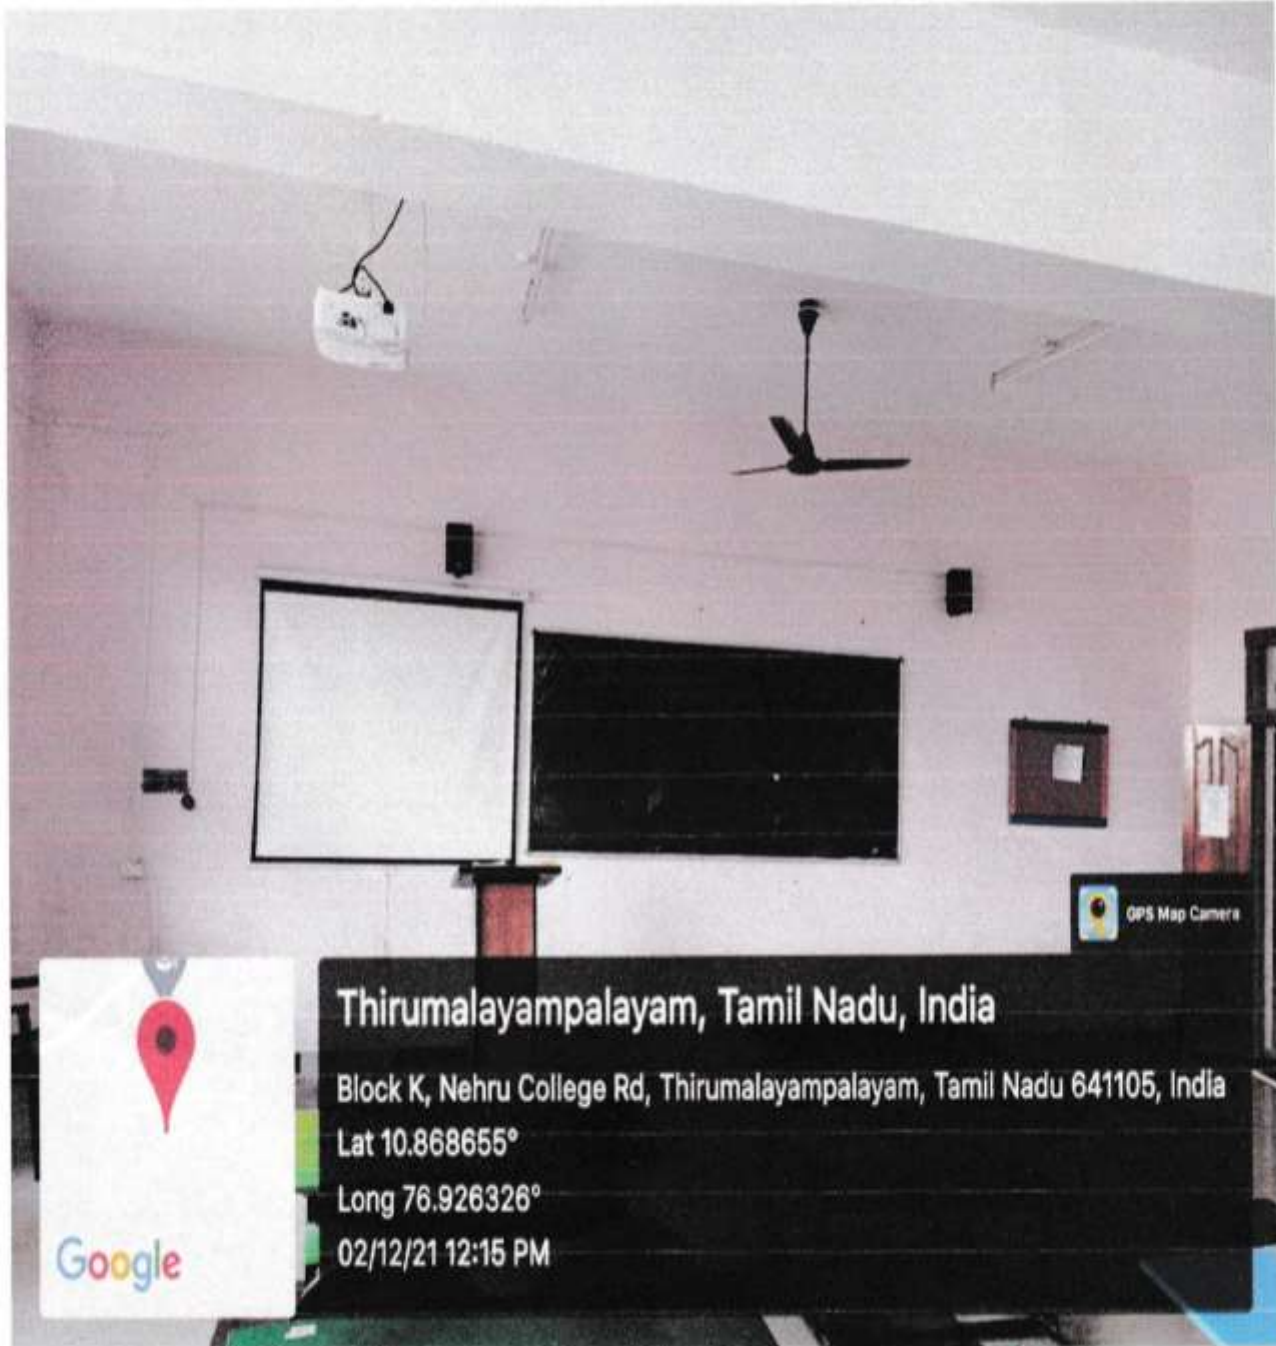 GPS Map Camera
Thirumalayampalayam, Tamil Nadu, India
Block K, Nehru College Rd, Thirumalayampalayam, Tamil Nadu 641105, India
Lat 10.868655°
Long 76.926326°
02/12/21 12:15 PM
Google